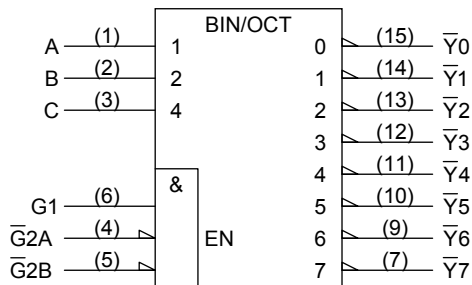 BIN/OCT
A (1) 1 0 (15) Y̅0
B (2) 2 1 (14) Y̅1
C (3) 4 2 (13) Y̅2
3 (12) Y̅3
& 4 (11) Y̅4
G1 (6) 5 (10) Y̅5
G̅2A (4) EN 6 (9) Y̅6
G̅2B (5) 7 (7) Y̅7